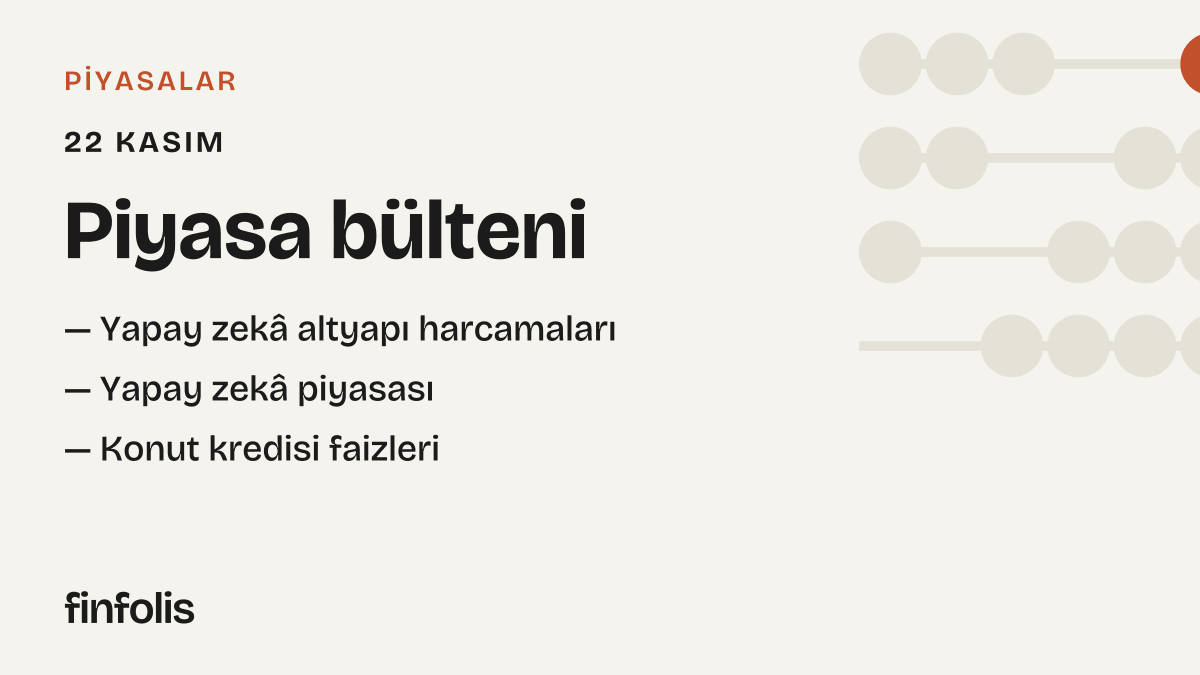 PİYASALAR
22 KASIM
Piyasa bülteni
— Yapay zekâ altyapı harcamaları
— Yapay zekâ piyasası
— Konut kredisi faizleri
finfolis